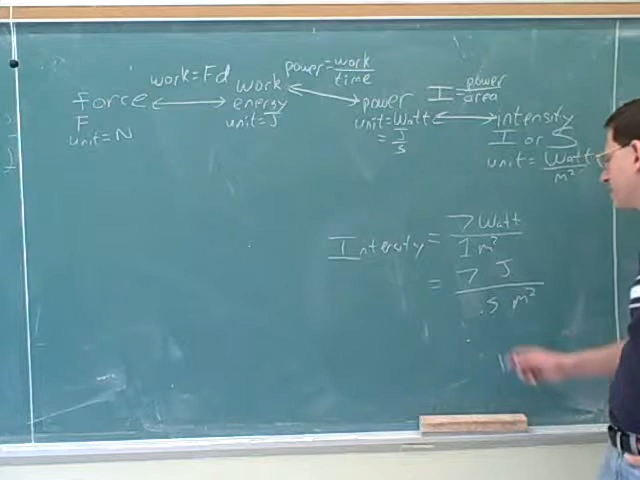 work = Fd
power = work/time
force ↔ work
energy
F
unit = N
unit = J
power
unit = Watt
= J/s
I = power/area
intensity
I or S
unit = Watt/m²
Intensity = 7 Watt/1 m²
= 7 J/.s m²